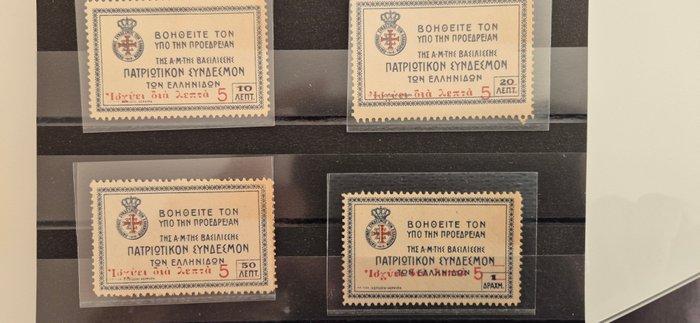 ΒΟΗΘΕΙΤΕ ΤΟΝ
ΥΠΟ ΤΗΝ ΠΡΟΕΔΡΕΙΑΝ
ΤΗΣ Α·Μ·ΤΗΣ ΒΑΣΙΛΙΣΣΗΣ
ΠΑΤΡΙΩΤΙΚΟΝ ΣΥΝΔΕΣΜΟΝ
ΤΩΝ ΕΛΛΗΝΙΔΩΝ
Ἰσχύει διὰ λεπτὰ 5
10
ΛΕΠΤ.
ΒΟΗΘΕΙΤΕ ΤΟΝ
ΥΠΟ ΤΗΝ ΠΡΟΕΔΡΕΙΑΝ
ΤΗΣ Α·Μ·ΤΗΣ ΒΑΣΙΛΙΣΣΗΣ
ΠΑΤΡΙΩΤΙΚΟΝ ΣΥΝΔΕΣΜΟΝ
ΤΩΝ ΕΛΛΗΝΙΔΩΝ
Ἰσχύει διὰ λεπτὰ 5
20
ΛΕΠΤ.
ΒΟΗΘΕΙΤΕ ΤΟΝ
ΥΠΟ ΤΗΝ ΠΡΟΕΔΡΕΙΑΝ
ΤΗΣ Α·Μ·ΤΗΣ ΒΑΣΙΛΙΣΣΗΣ
ΠΑΤΡΙΩΤΙΚΟΝ ΣΥΝΔΕΣΜΟΝ
ΤΩΝ ΕΛΛΗΝΙΔΩΝ
Ἰσχύει διὰ λεπτὰ 5
50
ΛΕΠΤ.
ΒΟΗΘΕΙΤΕ ΤΟΝ
ΥΠΟ ΤΗΝ ΠΡΟΕΔΡΕΙΑΝ
ΤΗΣ Α·Μ·ΤΗΣ ΒΑΣΙΛΙΣΣΗΣ
ΠΑΤΡΙΩΤΙΚΟΝ ΣΥΝΔΕΣΜΟΝ
ΤΩΝ ΕΛΛΗΝΙΔΩΝ
Ἰσχύει διὰ λεπτὰ 5
1
ΔΡΑΧΜ.